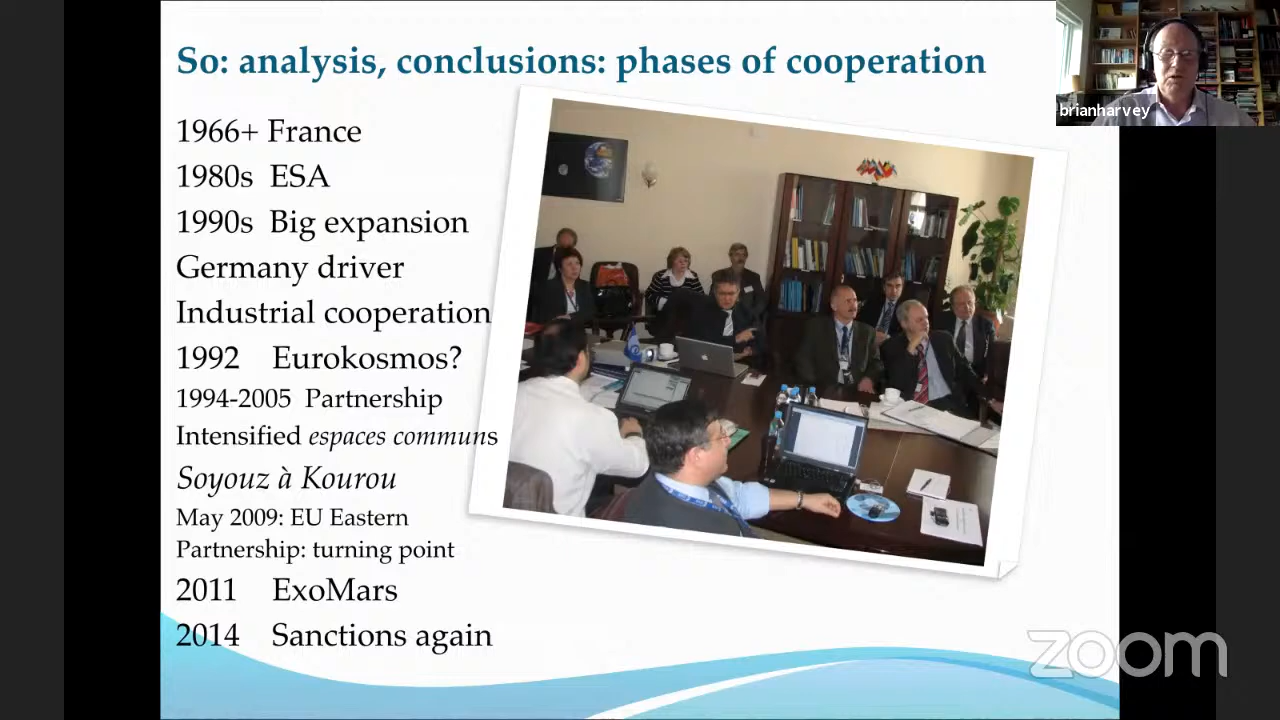 So: analysis, conclusions: phases of cooperation
brianharvey
1966+ France
1980s ESA
1990s Big expansion
Germany driver
Industrial cooperation
1992 Eurokosmos?
1994-2005 Partnership
Intensified espaces communs
Soyouz à Kourou
May 2009: EU Eastern
Partnership: turning point
2011 ExoMars
2014 Sanctions again
zoom